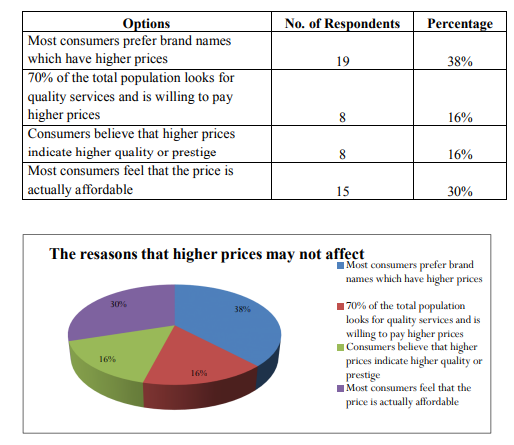 Options No. of Respondents Percentage
Most consumers prefer brand names
which have higher prices 19 38%
70% of the total population looks for
quality services and is willing to pay
higher prices 8 16%
Consumers believe that higher prices
indicate higher quality or prestige 8 16%
Most consumers feel that the price is
actually affordable 15 30%
The resasons that higher prices may not affect
Most consumers prefer brand
names which have higher prices
70% of the total population
looks for quality services and is
willing to pay higher prices
Consumers believe that higher
prices indicate higher quality or
prestige
Most consumers feel that the
price is actually affordable
30%
38%
16%
16%